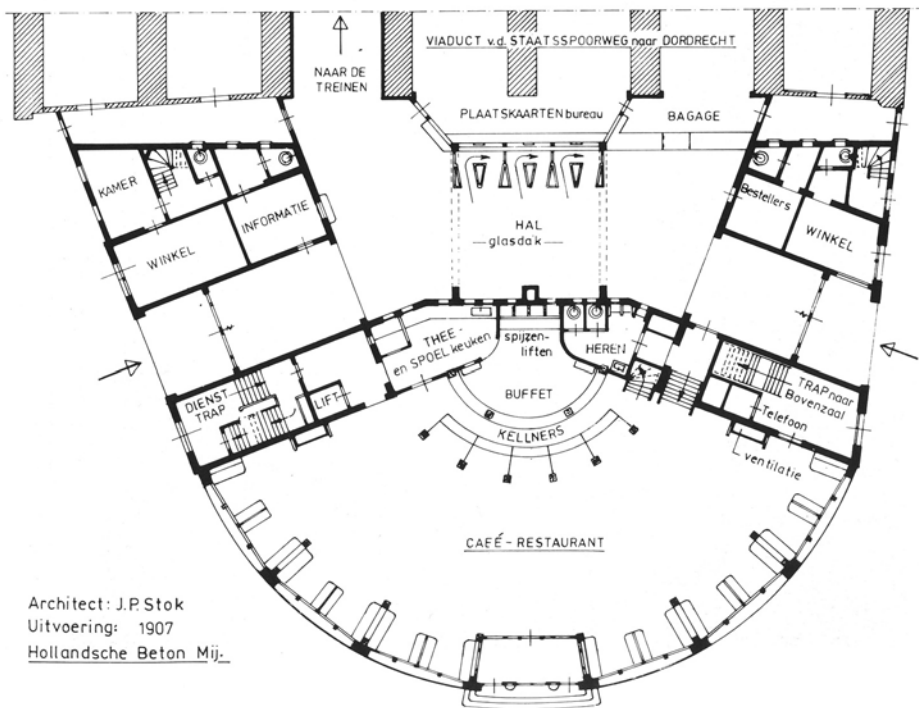 VIADUCT v.d. STAATSSPOORWEG naar DORDRECHT
NAAR DE
TREINEN
PLAATSKAARTEN bureau
BAGAGE
KAMER
INFORMATIE
WINKEL
HAL
glasdak
Bestellers
WINKEL
THEE-
en SPOEL keuken
spijzen-
liften
HEREN
BUFFET
KELLNERS
DIENST
TRAP
LIFT
TRAP naar
Bovenzaal
Telefoon
ventilatie
CAFÉ - RESTAURANT
Architect: J.P. Stok
Uitvoering: 1907
Hollandsche Beton Mij.